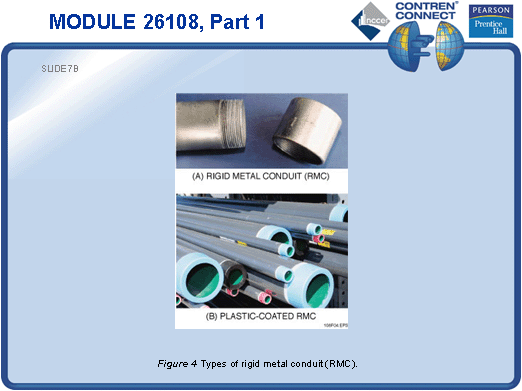 MODULE 26108, Part 1
nccer
CONTREN®
CONNECT
PEARSON
Prentice
Hall
SLIDE 7B
(A) RIGID METAL CONDUIT (RMC)
(B) PLASTIC-COATED RMC
108F04.EPS
Figure 4 Types of rigid metal conduit (RMC).